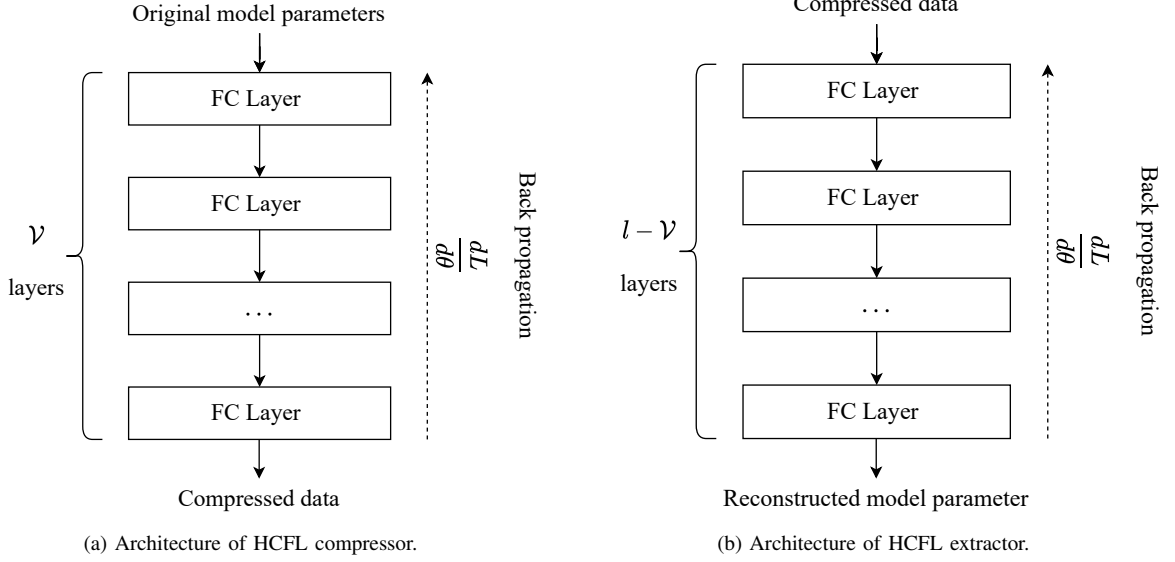 Original model parameters
FC Layer
FC Layer
...
FC Layer
𝒱
layers
dL
dθ
Back propagation
Compressed data
(a) Architecture of HCFL compressor.
Compressed data
FC Layer
FC Layer
...
FC Layer
l − 𝒱
layers
dL
dθ
Back propagation
Reconstructed model parameter
(b) Architecture of HCFL extractor.